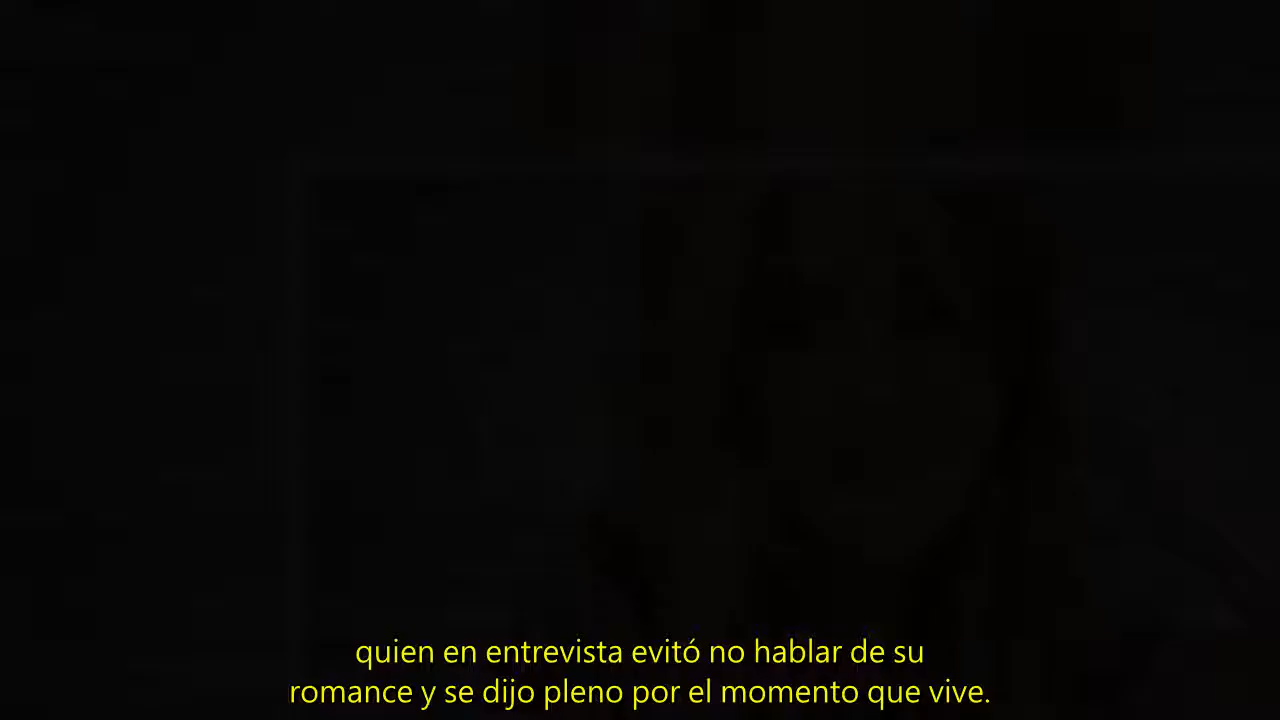 quien en entrevista evitó no hablar de su
romance y se dijo pleno por el momento que vive.